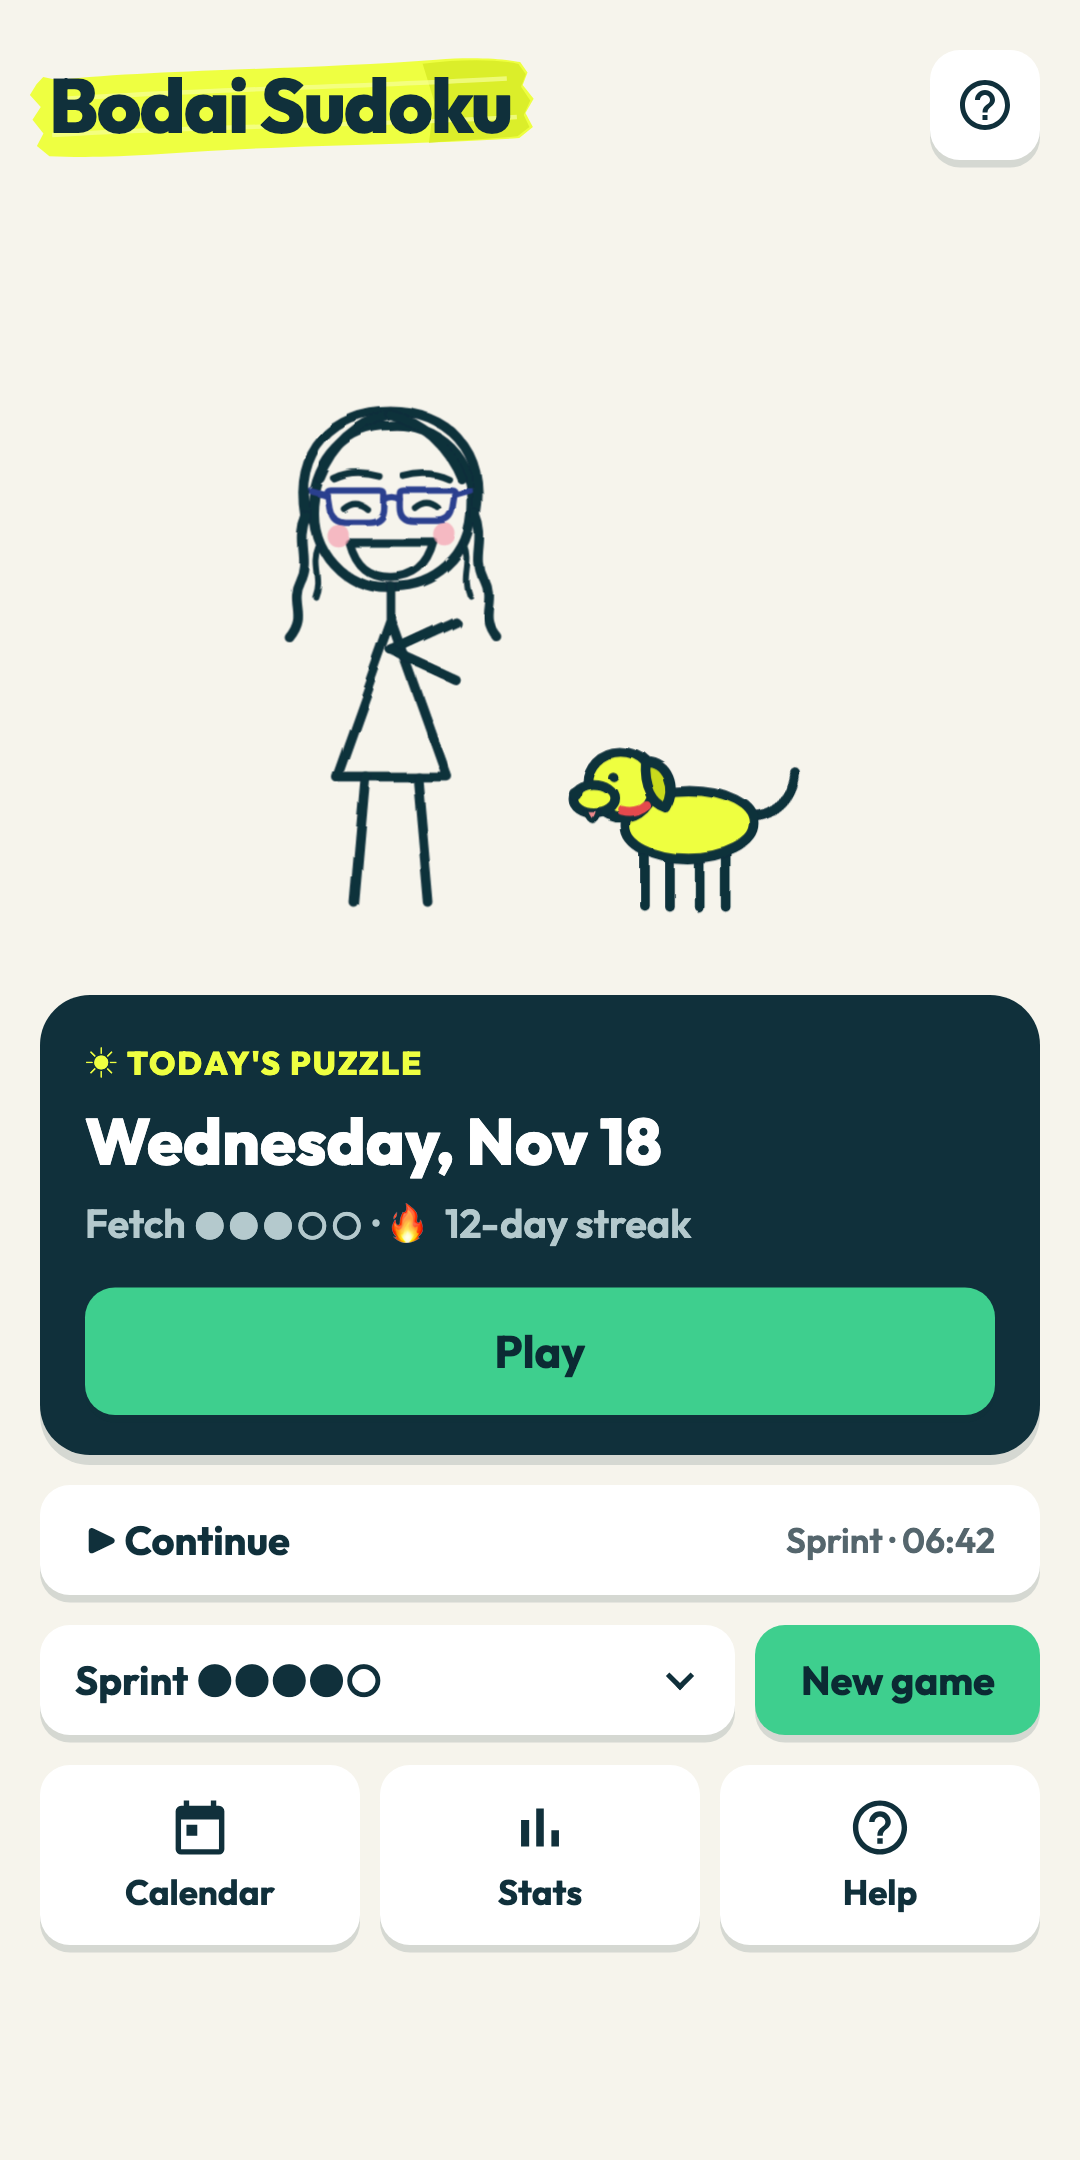 Bodai Sudoku
☀ TODAY'S PUZZLE
Wednesday, Nov 18
Fetch ●●●○○ · 🔥 12-day streak
Play
▶ Continue
Sprint · 06:42
Sprint ●●●●○
New game
Calendar
Stats
Help